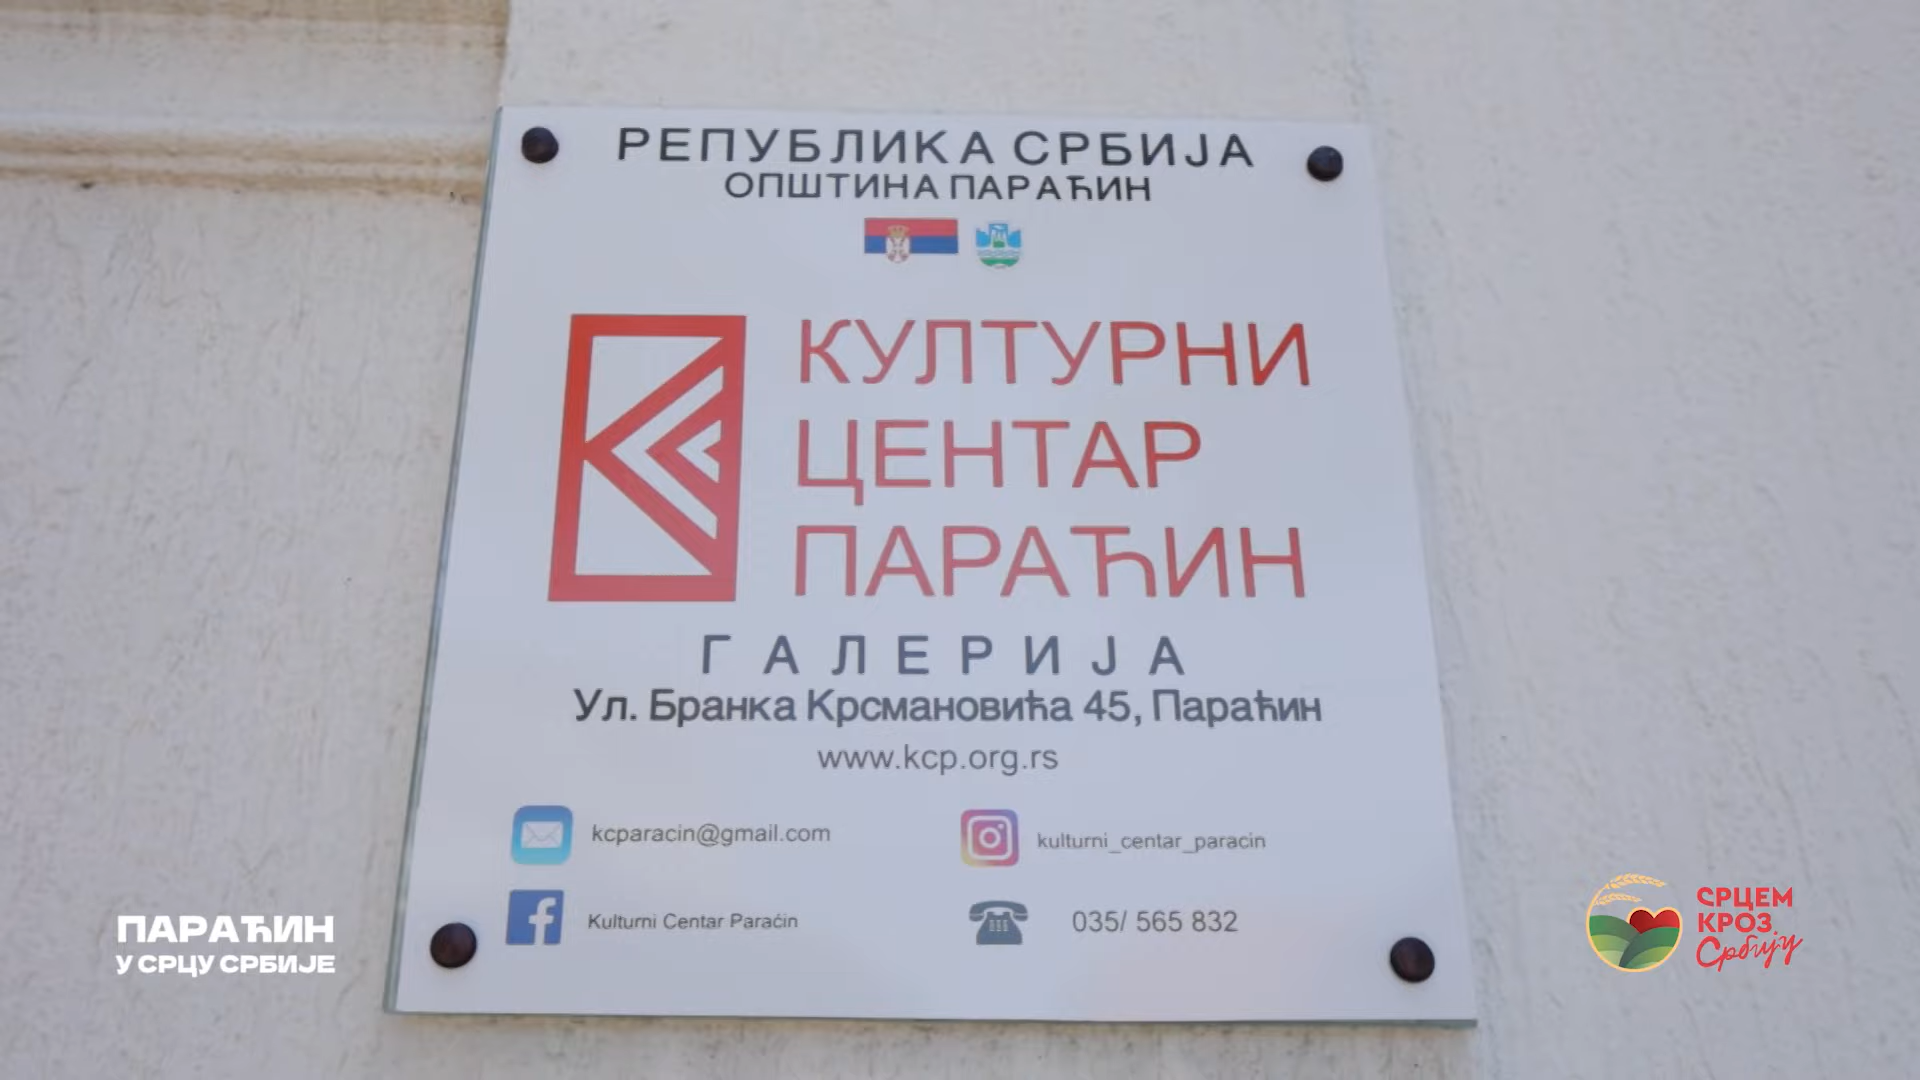 РЕПУБЛИКА СРБИЈА
ОПШТИНА ПАРАЋИН
КУЛТУРНИ
ЦЕНТАР
ПАРАЋИН
ГАЛЕРИЈА
Ул. Бранка Крсмановића 45, Параћин
www.kcp.org.rs
kcparacin@gmail.com
kulturni_centar_paracin
Kulturni Centar Paraćin
035/ 565 832
ПАРАЋИН
У СРЦУ СРБИЈЕ
СРЦЕМ
КРОЗ
Србију